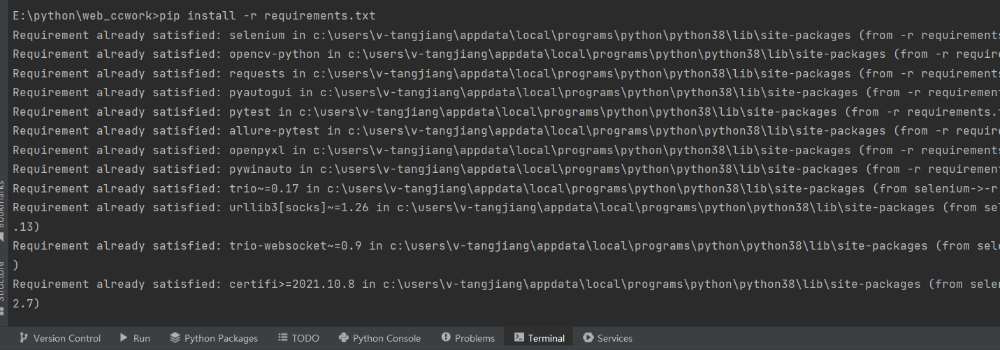 E:\python\web_ccwork>pip install -r requirements.txt
Requirement already satisfied: selenium in c:\users\v-tangjiang\appdata\local\programs\python\python38\lib\site-packages (from -r requirements
Requirement already satisfied: opencv-python in c:\users\v-tangjiang\appdata\local\programs\python\python38\lib\site-packages (from -r require
Requirement already satisfied: requests in c:\users\v-tangjiang\appdata\local\programs\python\python38\lib\site-packages (from -r requirements
Requirement already satisfied: pyautogui in c:\users\v-tangjiang\appdata\local\programs\python\python38\lib\site-packages (from -r requirement
Requirement already satisfied: pytest in c:\users\v-tangjiang\appdata\local\programs\python\python38\lib\site-packages (from -r requirements.t
Requirement already satisfied: allure-pytest in c:\users\v-tangjiang\appdata\local\programs\python\python38\lib\site-packages (from -r require
Requirement already satisfied: openpyxl in c:\users\v-tangjiang\appdata\local\programs\python\python38\lib\site-packages (from -r requirements
Requirement already satisfied: pywinauto in c:\users\v-tangjiang\appdata\local\programs\python\python38\lib\site-packages (from -r requirement
Requirement already satisfied: trio~=0.17 in c:\users\v-tangjiang\appdata\local\programs\python\python38\lib\site-packages (from selenium->-r
Requirement already satisfied: urllib3[socks]~=1.26 in c:\users\v-tangjiang\appdata\local\programs\python\python38\lib\site-packages (from sel
.13)
Requirement already satisfied: trio-websocket~=0.9 in c:\users\v-tangjiang\appdata\local\programs\python\python38\lib\site-packages (from sele
)
Requirement already satisfied: certifi>=2021.10.8 in c:\users\v-tangjiang\appdata\local\programs\python\python38\lib\site-packages (from selen
2.7)
Bookmarks
Structure
Version Control Run Python Packages TODO Python Console Problems Terminal Services